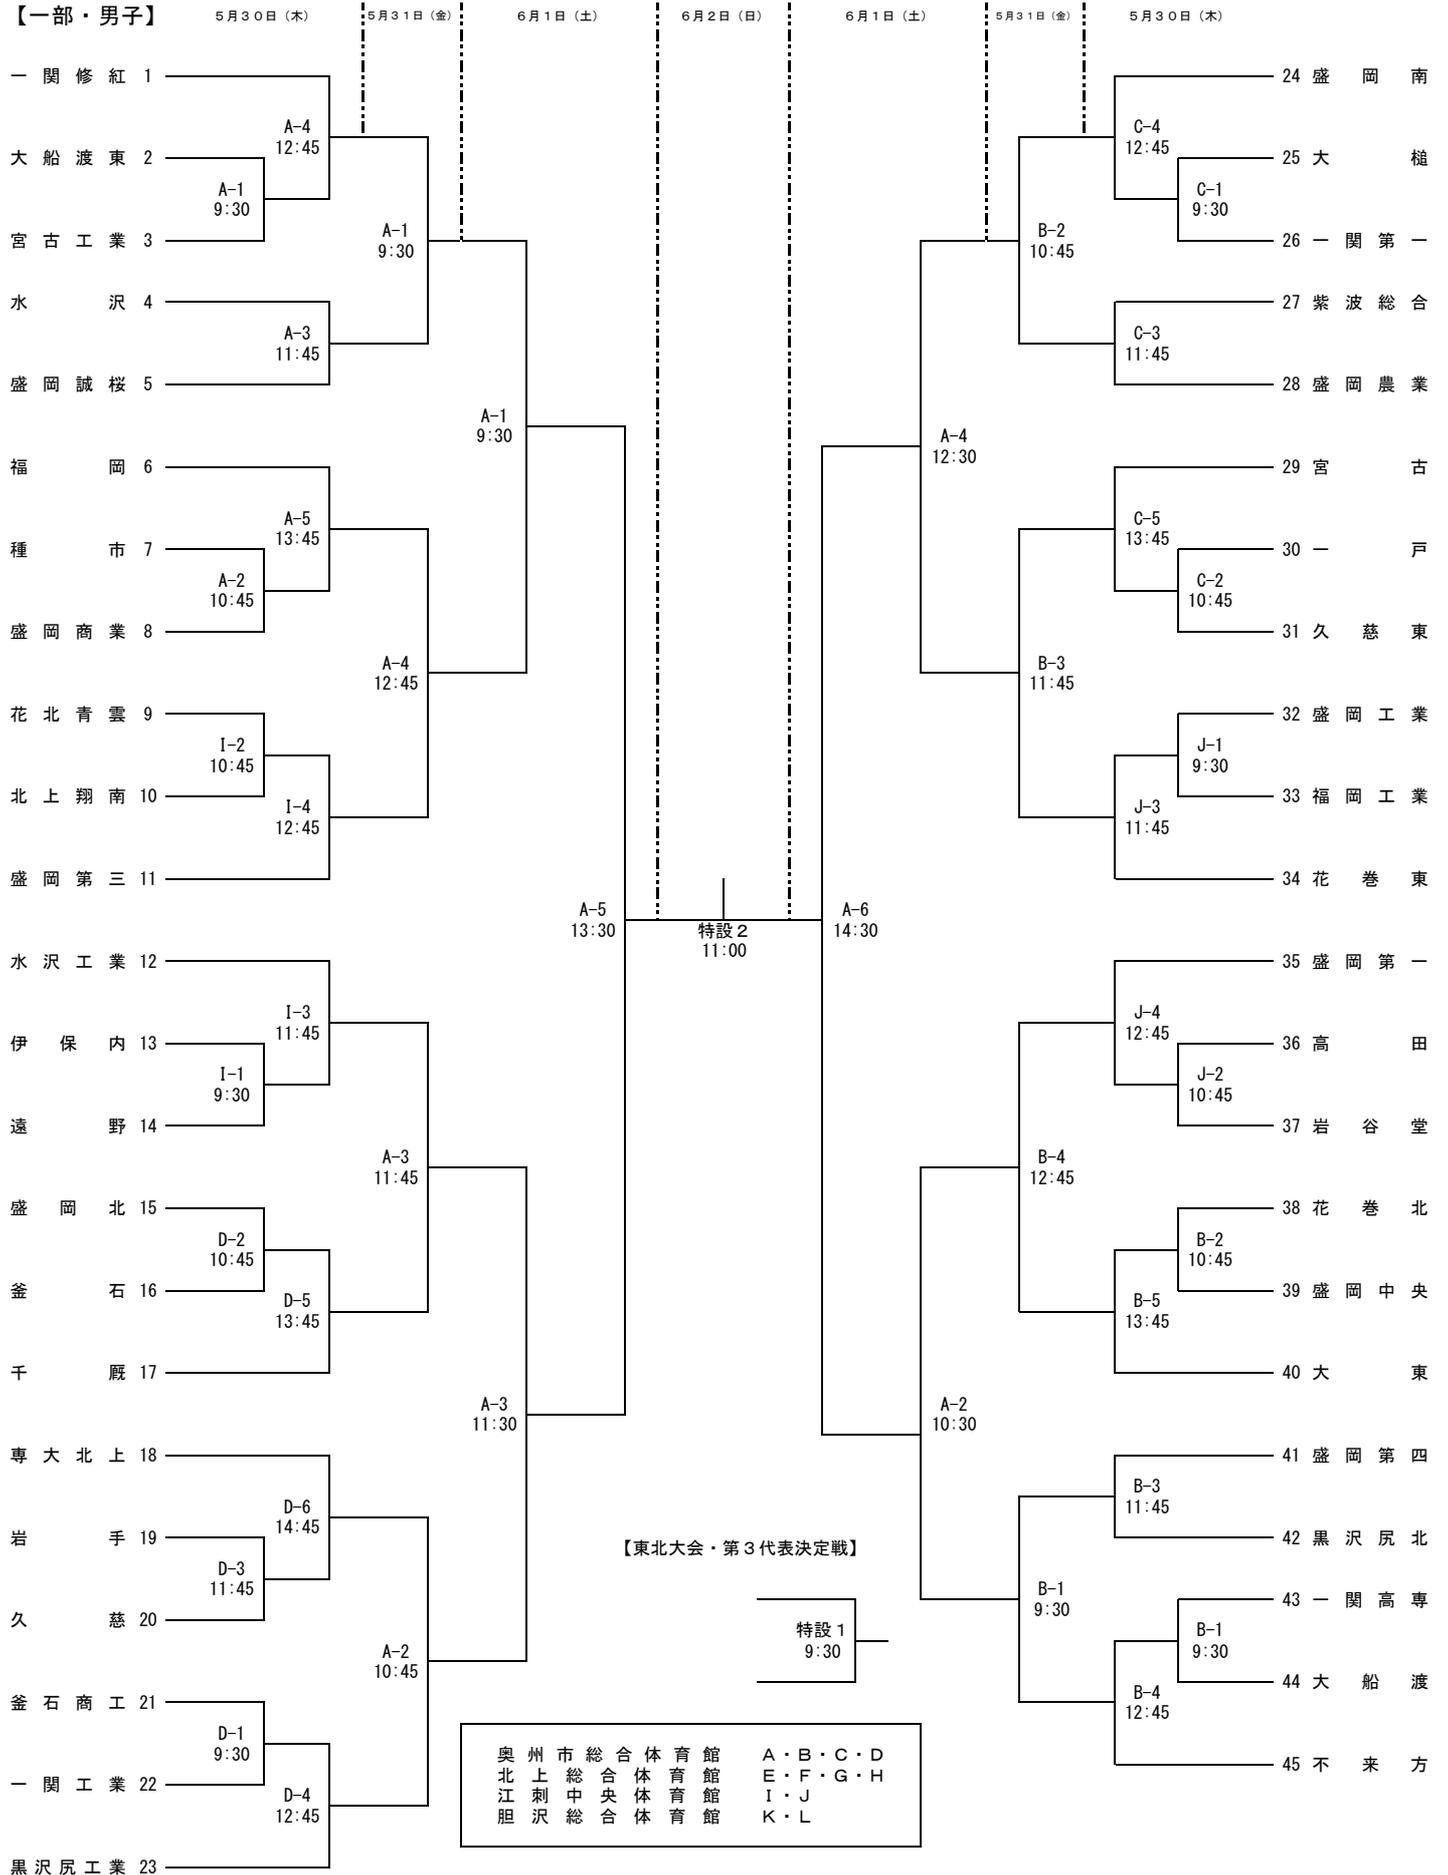 【一部・男子】 ５月３０日（木） ５月３１日（金） ６月１日（土） ６月２日（日） ６月１日（土） ５月３１日（金） ５月３０日（木）
一関修紅 1
24 盛岡南
A-4
12:45
C-4
12:45
大船渡東 2
25 大槌
A-1
9:30
C-1
9:30
宮古工業 3
A-1
9:30
B-2
10:45
26 一関第一
水沢 4
27 紫波総合
A-3
11:45
C-3
11:45
盛岡誠桜 5
28 盛岡農業
A-1
9:30
A-4
12:30
福岡 6
29 宮古
A-5
13:45
C-5
13:45
種市 7
30 一戸
A-2
10:45
C-2
10:45
盛岡商業 8
31 久慈東
A-4
12:45
B-3
11:45
花北青雲 9
32 盛岡工業
I-2
10:45
J-1
9:30
北上翔南 10
33 福岡工業
I-4
12:45
J-3
11:45
盛岡第三 11
34 花巻東
A-5
13:30
特設２
11:00
A-6
14:30
水沢工業 12
35 盛岡第一
I-3
11:45
J-4
12:45
伊保内 13
36 高田
I-1
9:30
J-2
10:45
遠野 14
37 岩谷堂
A-3
11:45
B-4
12:45
盛岡北 15
38 花巻北
D-2
10:45
B-2
10:45
釜石 16
39 盛岡中央
D-5
13:45
B-5
13:45
千厩 17
40 大東
A-3
11:30
A-2
10:30
専大北上 18
41 盛岡第四
D-6
14:45
B-3
11:45
岩手 19
42 黒沢尻北
【東北大会・第３代表決定戦】
D-3
11:45
久慈 20
43 一関高専
B-1
9:30
特設１
9:30
B-1
9:30
A-2
10:45
釜石商工 21
44 大船渡
D-1
9:30
B-4
12:45
一関工業 22
45 不来方
D-4
12:45
黒沢尻工業 23
奥州市総合体育館 Ａ・Ｂ・Ｃ・Ｄ
北上総合体育館 Ｅ・Ｆ・Ｇ・Ｈ
江刺中央体育館 Ｉ・Ｊ
胆沢総合体育館 Ｋ・Ｌ